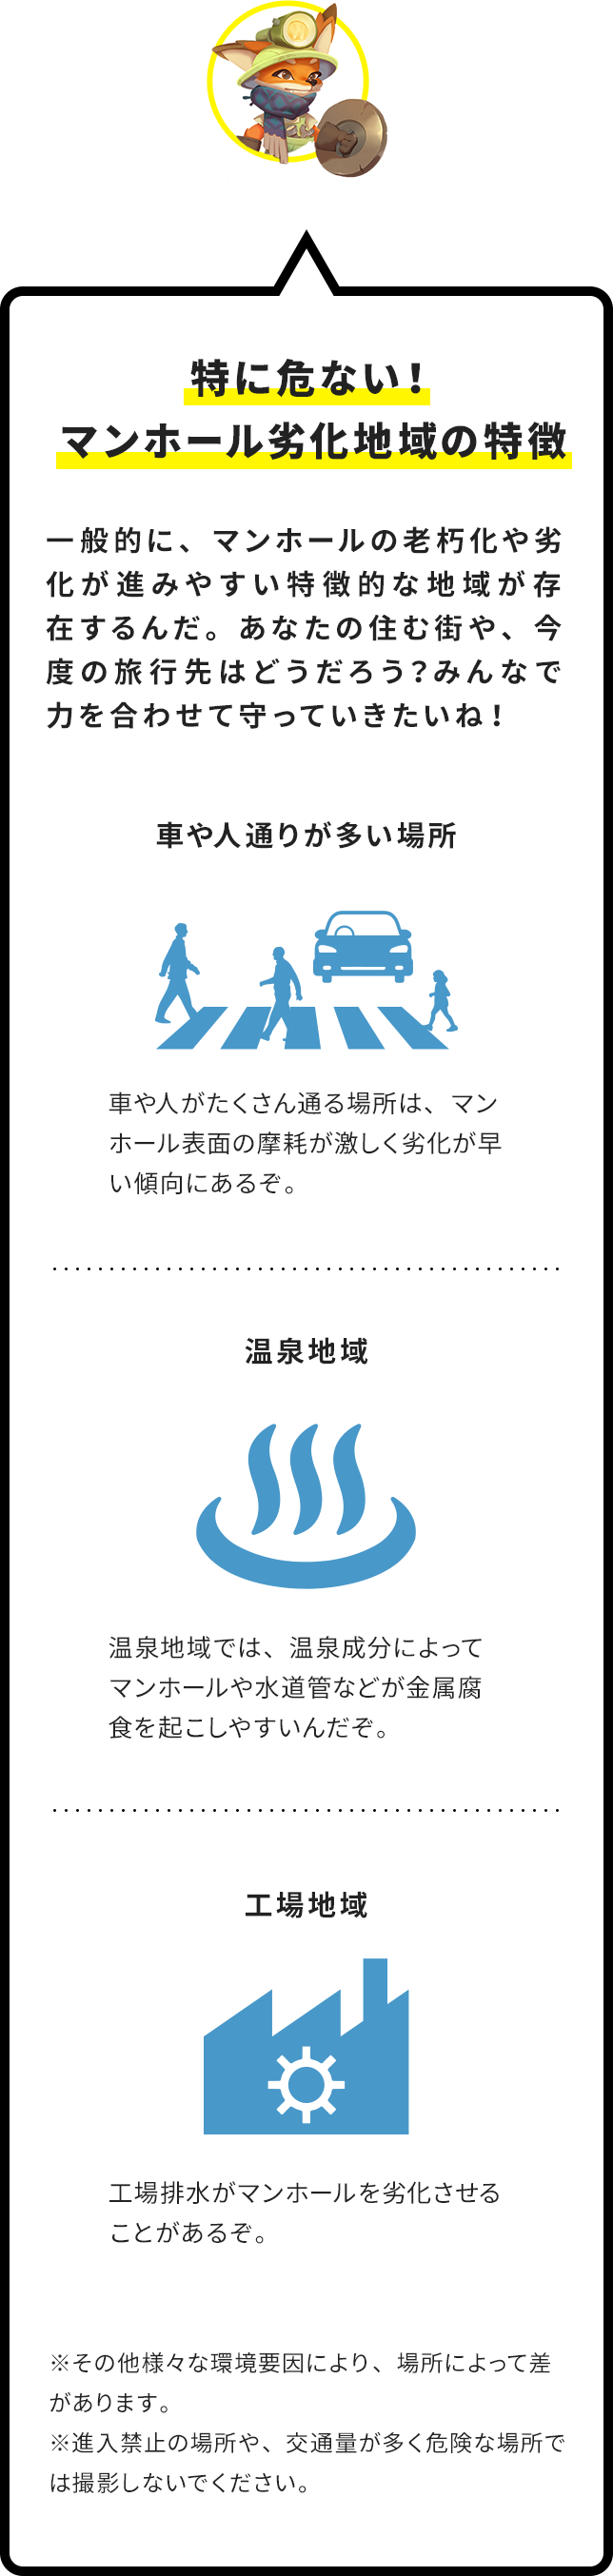 特に危ない！
マンホール劣化地域の特徴
一般的に、マンホールの老朽化や劣
化が進みやすい特徴的な地域が存
在するんだ。あなたの住む街や、今
度の旅行先はどうだろう？みんなで
力を合わせて守っていきたいね！
車や人通りが多い場所
車や人がたくさん通る場所は、マン
ホール表面の摩耗が激しく劣化が早
い傾向にあるぞ。
温泉地域
温泉地域では、温泉成分によって
マンホールや水道管などが金属腐
食を起こしやすいんだぞ。
工場地域
工場排水がマンホールを劣化させる
ことがあるぞ。
※その他様々な環境要因により、場所によって差
があります。
※進入禁止の場所や、交通量が多く危険な場所で
は撮影しないでください。